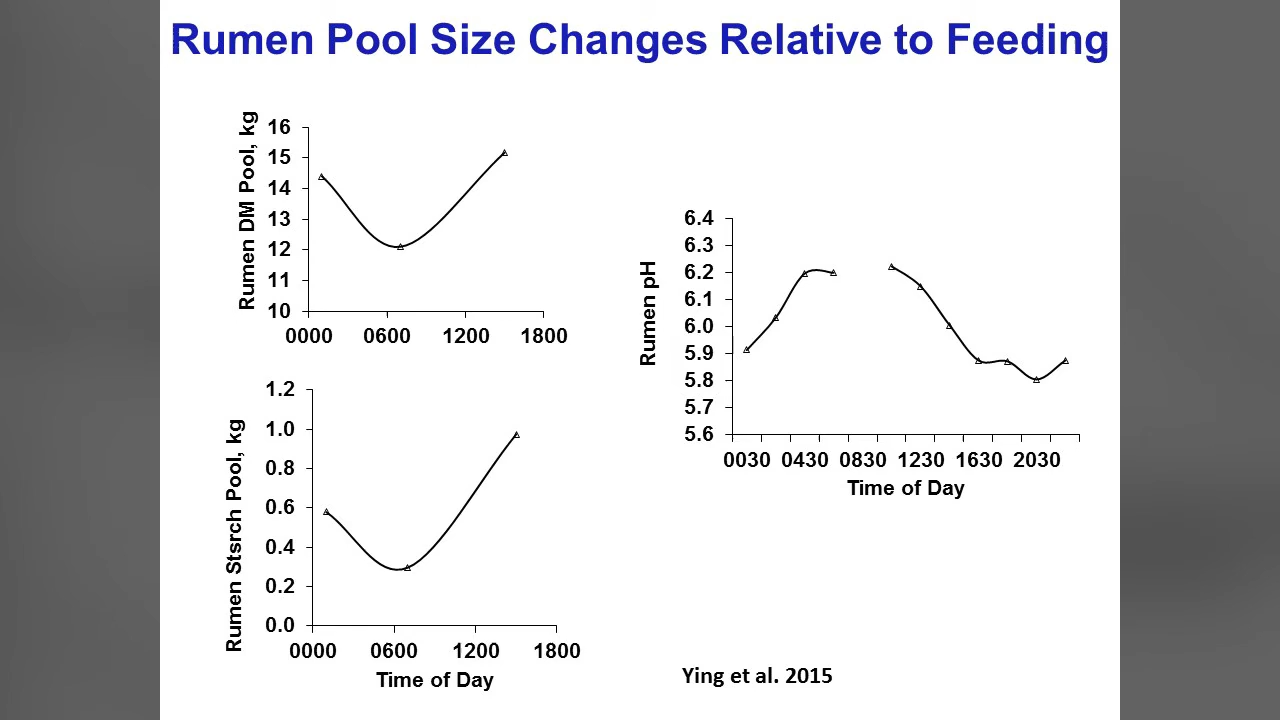 Rumen Pool Size Changes Relative to Feeding
Rumen DM Pool, kg
16
15
14
13
12
11
10
0000 0600 1200 1800
Rumen Stsrch Pool, kg
1.2
1.0
0.8
0.6
0.4
0.2
0.0
0000 0600 1200 1800
Time of Day
Rumen pH
6.4
6.3
6.2
6.1
6.0
5.9
5.8
5.7
5.6
0030 0430 0830 1230 1630 2030
Time of Day
Ying et al. 2015